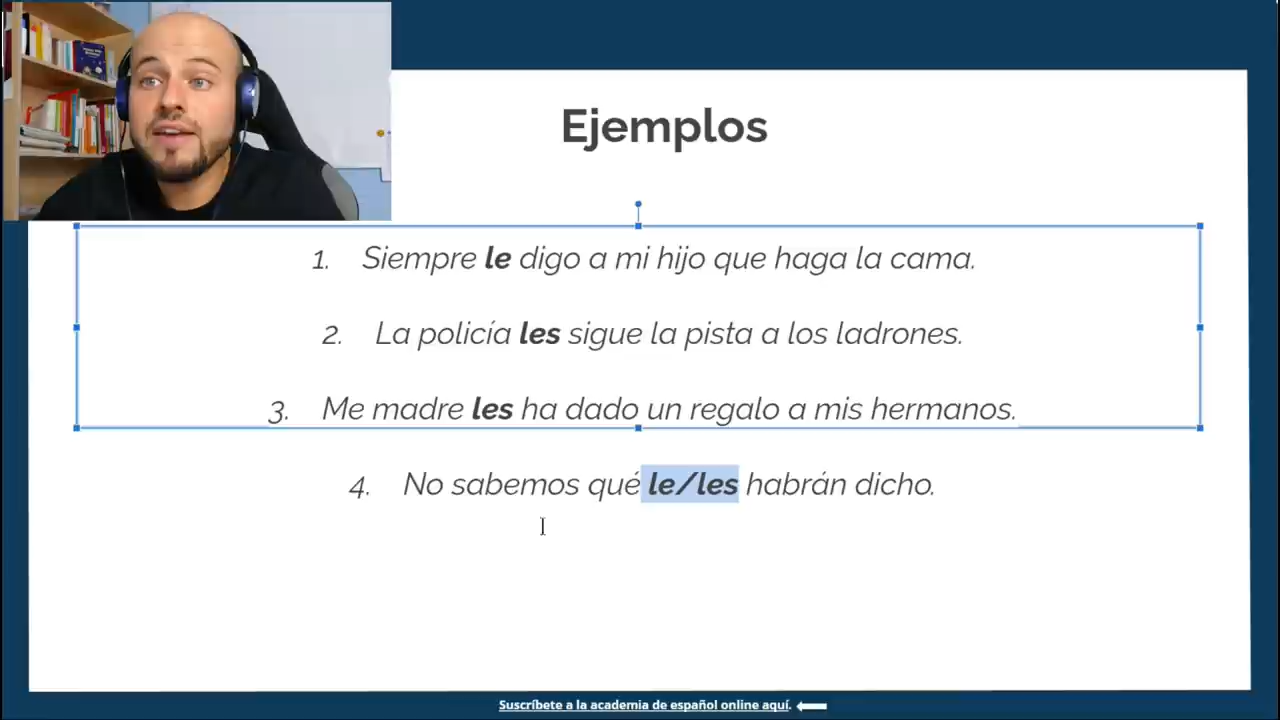 Ejemplos
1. Siempre le digo a mi hijo que haga la cama.
2. La policía les sigue la pista a los ladrones.
3. Me madre les ha dado un regalo a mis hermanos.
4. No sabemos qué le/les habrán dicho.
Suscríbete a la academia de español online aquí.